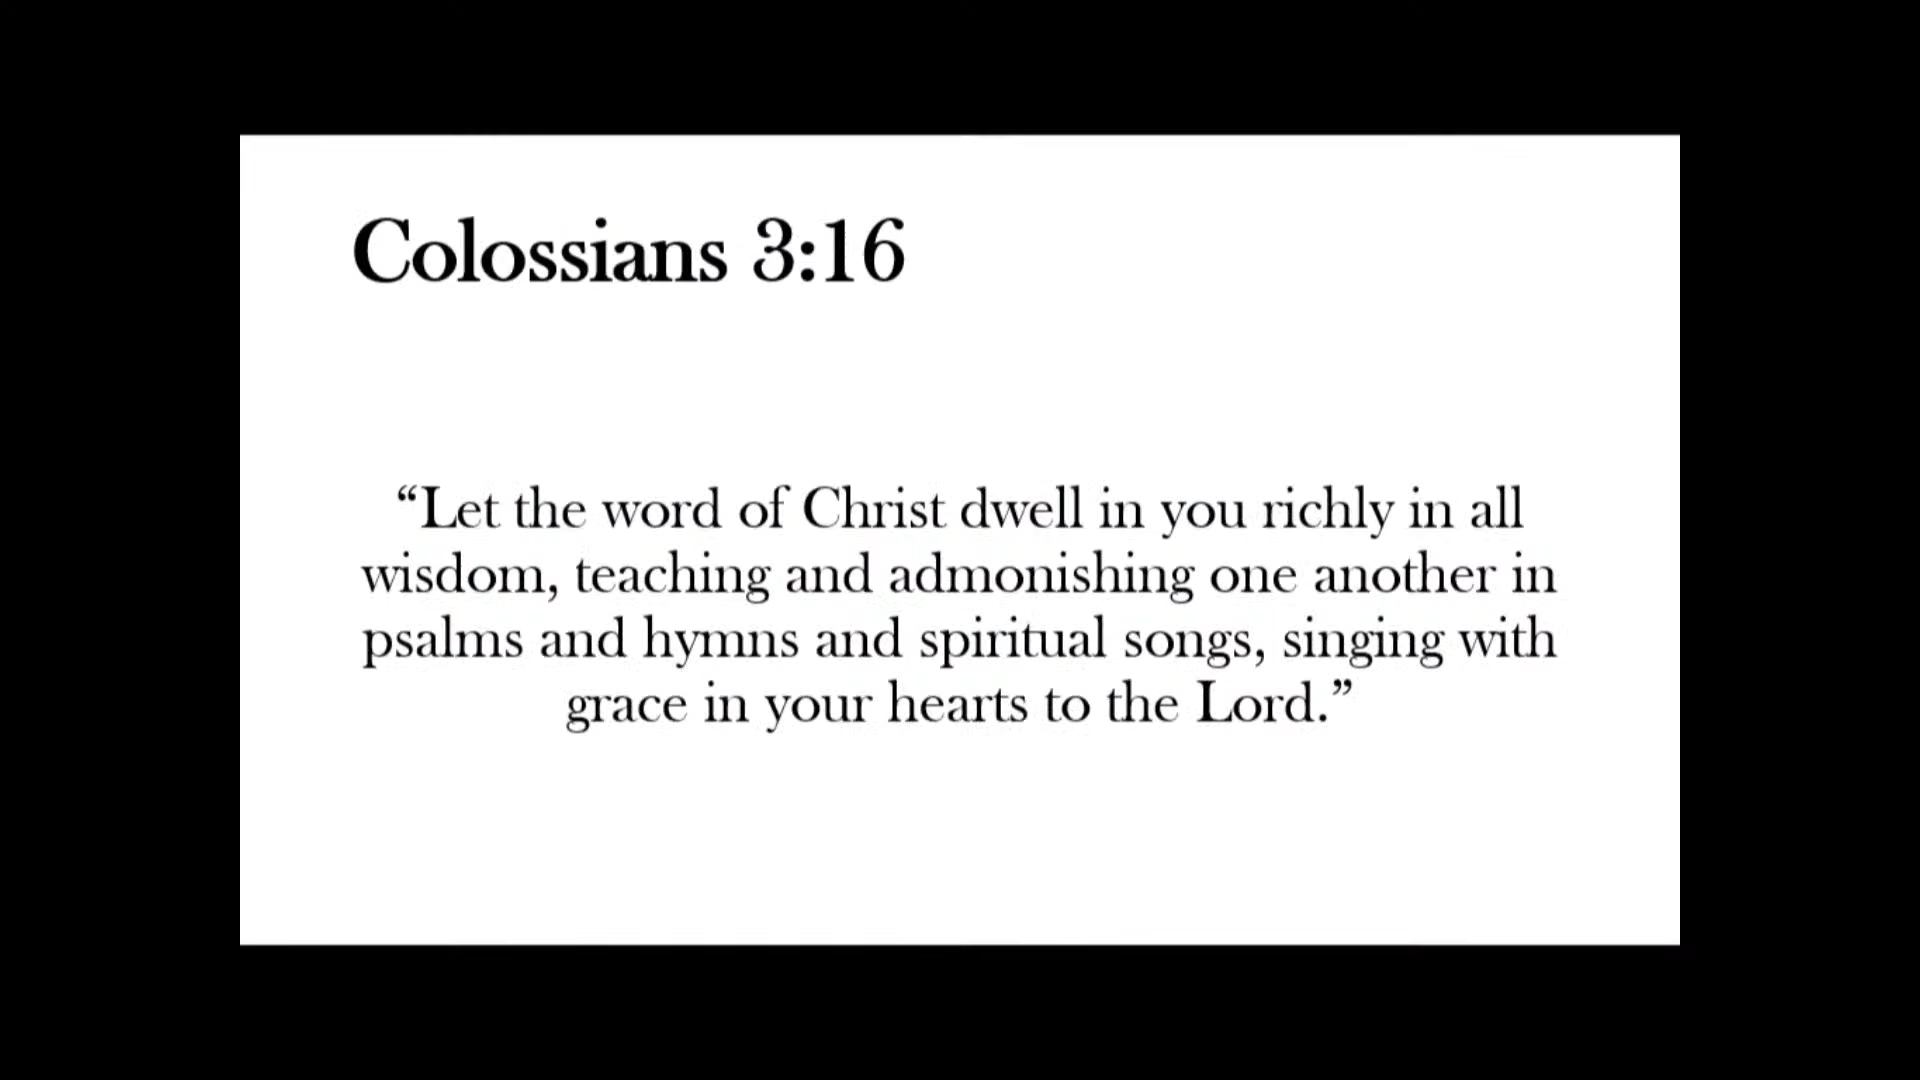 Colossians 3:16
“Let the word of Christ dwell in you richly in all
wisdom, teaching and admonishing one another in
psalms and hymns and spiritual songs, singing with
grace in your hearts to the Lord.”